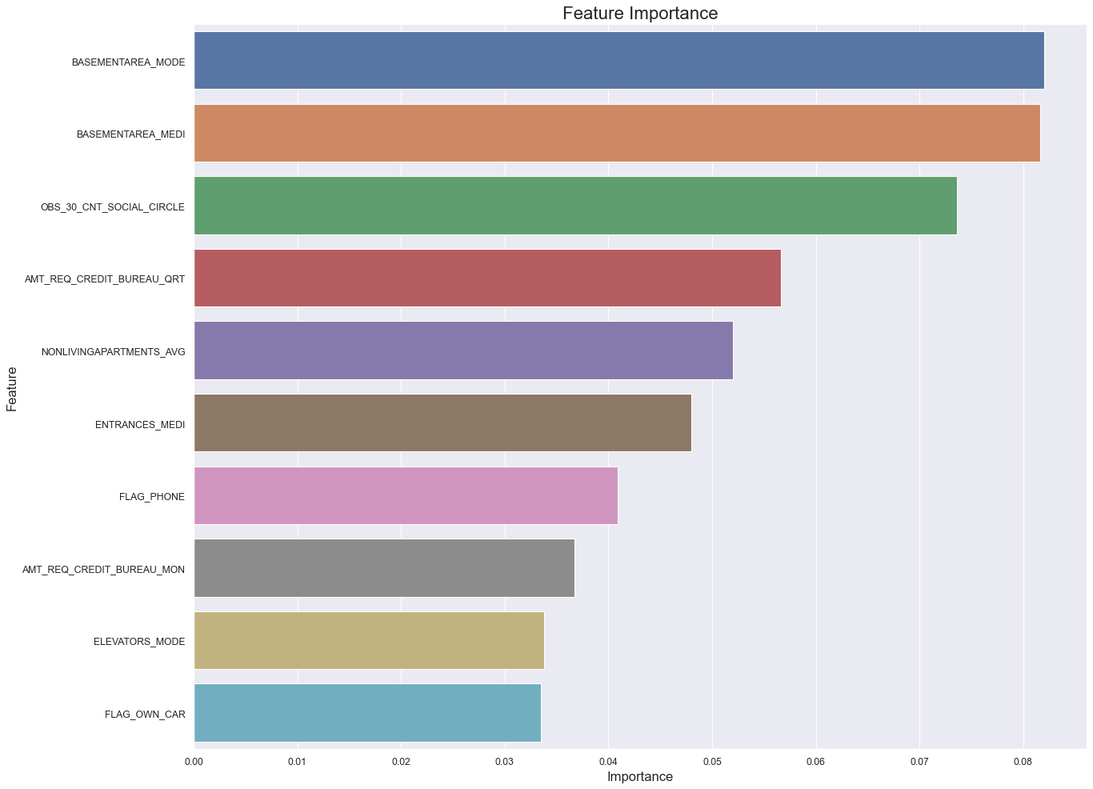 Feature Importance
BASEMENTAREA_MODE
BASEMENTAREA_MEDI
OBS_30_CNT_SOCIAL_CIRCLE
AMT_REQ_CREDIT_BUREAU_QRT
NONLIVINGAPARTMENTS_AVG
ENTRANCES_MEDI
FLAG_PHONE
AMT_REQ_CREDIT_BUREAU_MON
ELEVATORS_MODE
FLAG_OWN_CAR
Feature
0.00 0.01 0.02 0.03 0.04 0.05 0.06 0.07 0.08
Importance